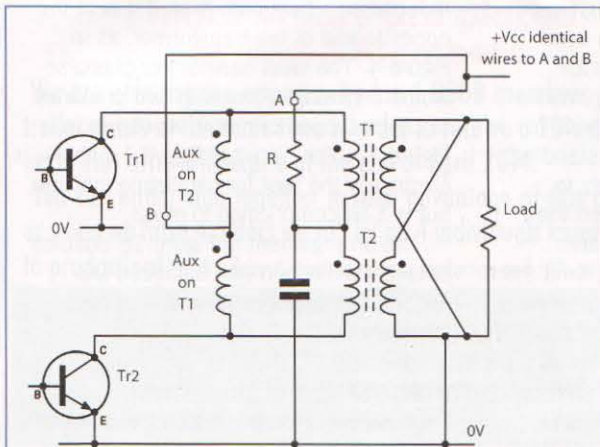 +Vcc identical
wires to A and B
A
T1
C
Aux
on
T2
R
B
Tr1
E
B
0V
Load
T2
Aux
on
T1
C
Tr2
B
E
0V